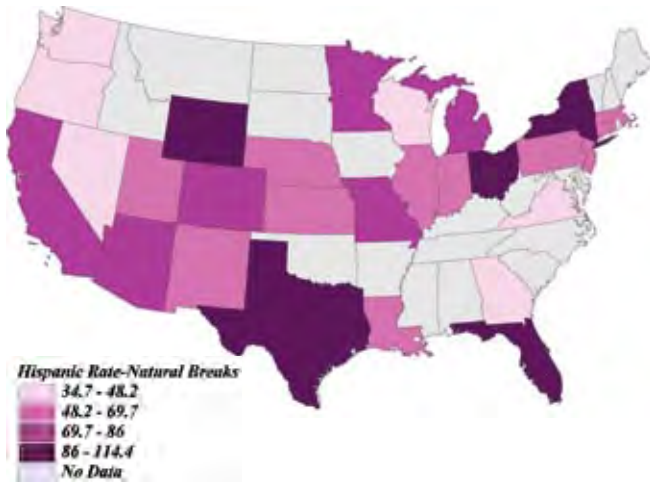 Hispanic Rate-Natural Breaks
34.7 - 48.2
48.2 - 69.7
69.7 - 86
86 - 114.4
No Data